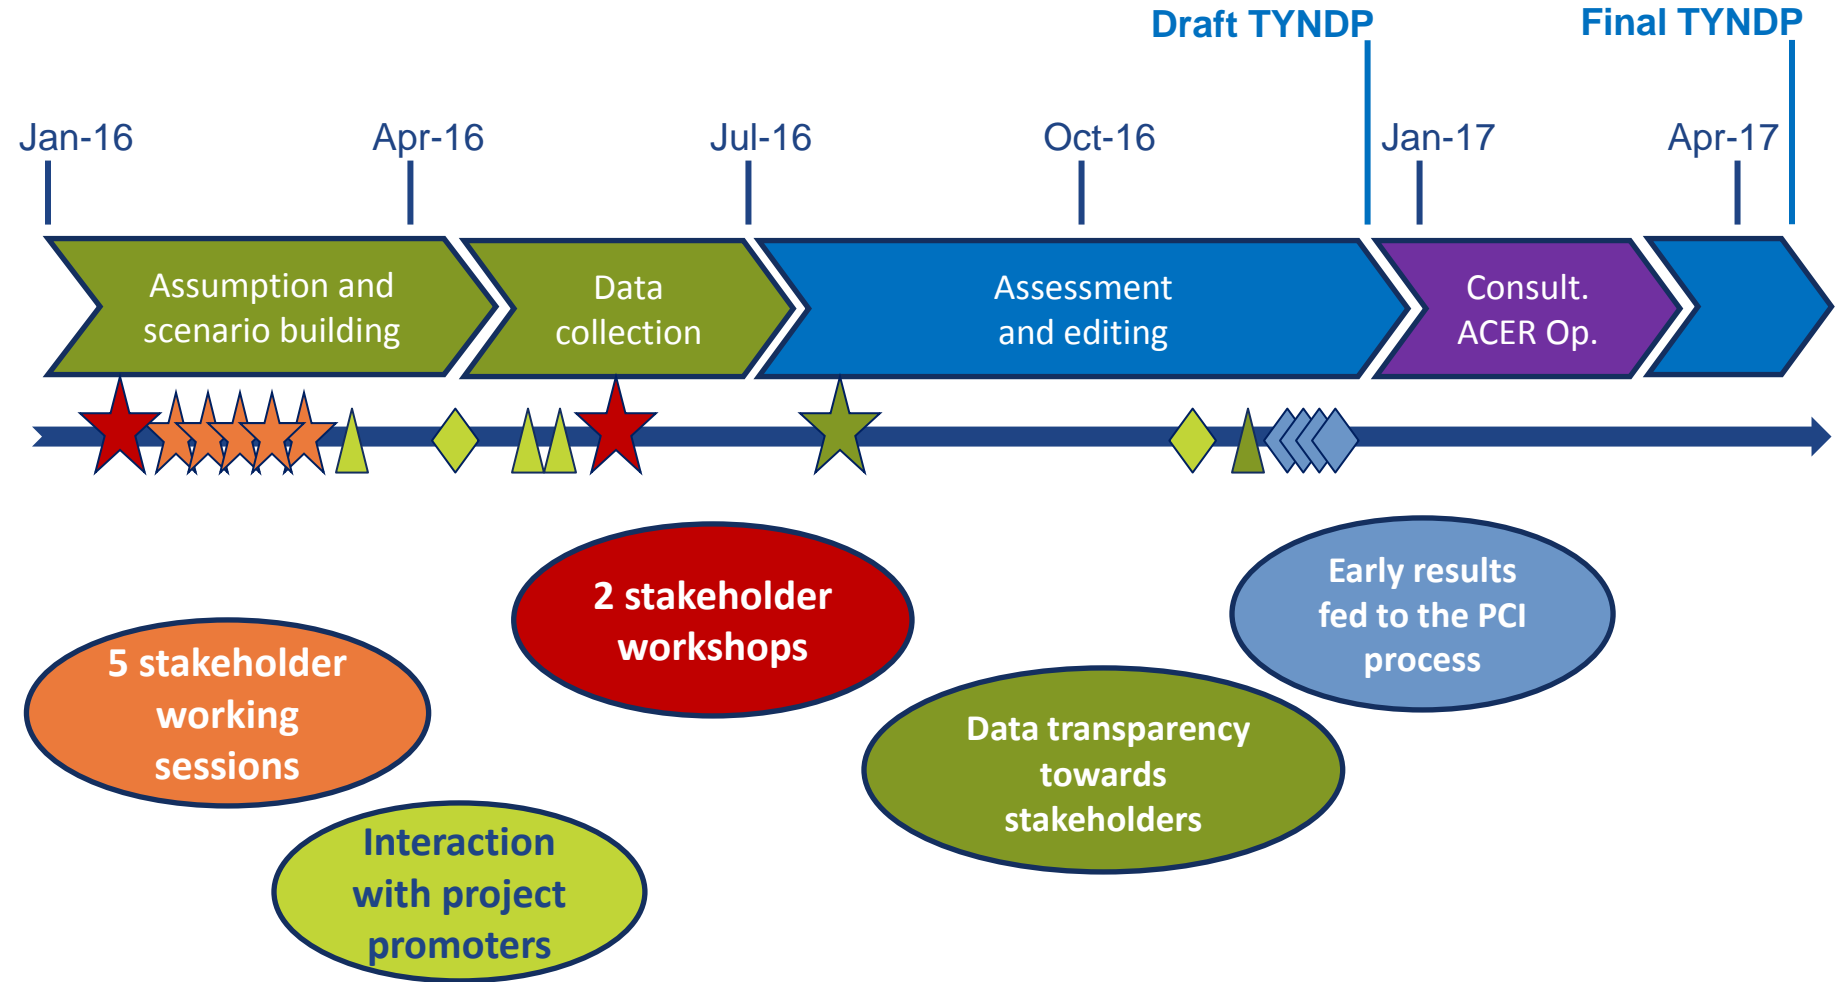 Draft TYNDP
Final TYNDP
Jan-16
Apr-16
Jul-16
Oct-16
Jan-17
Apr-17
Assumption and
scenario building
Data
collection
Assessment
and editing
Consult.
ACER Op.
5 stakeholder
working
sessions
Interaction
with project
promoters
2 stakeholder
workshops
Data transparency
towards
stakeholders
Early results
fed to the PCI
process